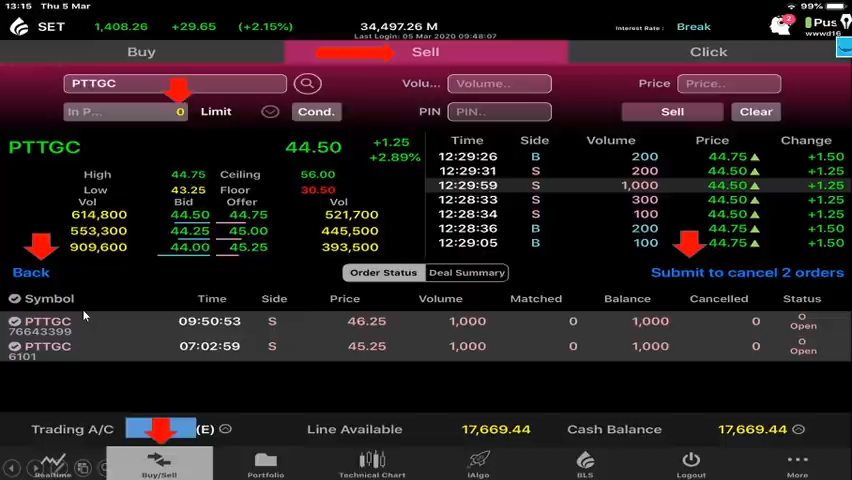 13:15 Thu 5 Mar 99%
SET 1,408.26 +29.65 (+2.15%) 34,497.26 M Interest Rate : Break 2 Pus
Last Login: 05 Mar 2020 09:48:07 wwwd16
Buy Sell Click
PTTGC Volu... Volume.. Price Price..
In P... 0 Limit Cond. PIN PIN.. Sell Clear
PTTGC 44.50 +1.25
+2.89%
High 44.75 Ceiling 56.00
Low 43.25 Floor 30.50
Vol Bid Offer Vol
614,800 44.50 44.75 521,700
553,300 44.25 45.00 445,500
909,600 44.00 45.25 393,500
Time Side Volume Price Change
12:29:26 B 200 44.75 +1.50
12:29:31 S 200 44.50 +1.25
12:29:59 S 1,000 44.50 +1.25
12:28:33 S 300 44.50 +1.25
12:28:34 S 100 44.50 +1.25
12:28:36 B 200 44.75 +1.50
12:29:05 B 100 44.75 +1.50
Back Order Status Deal Summary Submit to cancel 2 orders
Symbol Time Side Price Volume Matched Balance Cancelled Status
PTTGC 09:50:53 S 46.25 1,000 0 1,000 0 O
76643399 Open
PTTGC 07:02:59 S 45.25 1,000 0 1,000 0 O
6101 Open
Trading A/C (E) Line Available 17,669.44 Cash Balance 17,669.44
Realtime Buy/Sell Portfolio Technical Chart iAlgo BLS Logout More